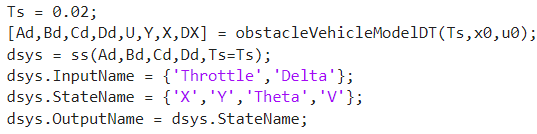 Ts = 0.02;
[Ad,Bd,Cd,Dd,U,Y,X,DX] = obstacleVehicleModelDT(Ts,x0,u0);
dsys = ss(Ad,Bd,Cd,Dd,Ts=Ts);
dsys.InputName = {'Throttle','Delta'};
dsys.StateName = {'X','Y','Theta','V'};
dsys.OutputName = dsys.StateName;